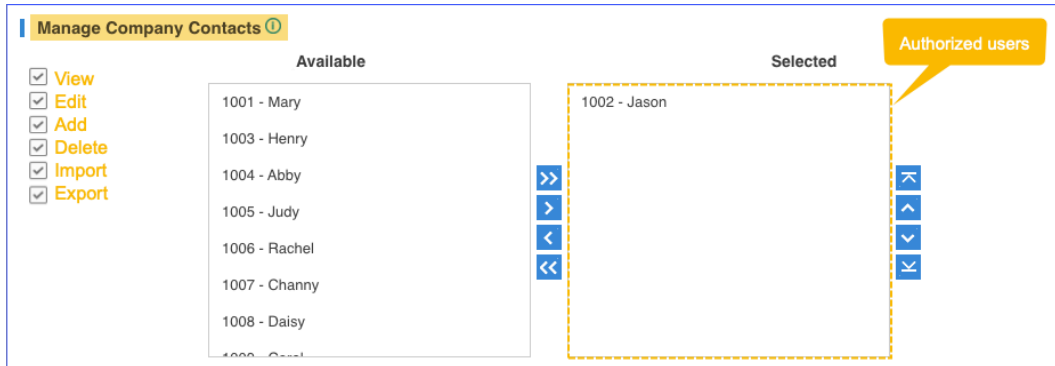 Manage Company Contacts
Authorized users
Available
Selected
View
Edit
Add
Delete
Import
Export
1001 - Mary
1003 - Henry
1004 - Abby
1005 - Judy
1006 - Rachel
1007 - Channy
1008 - Daisy
1002 - Jason